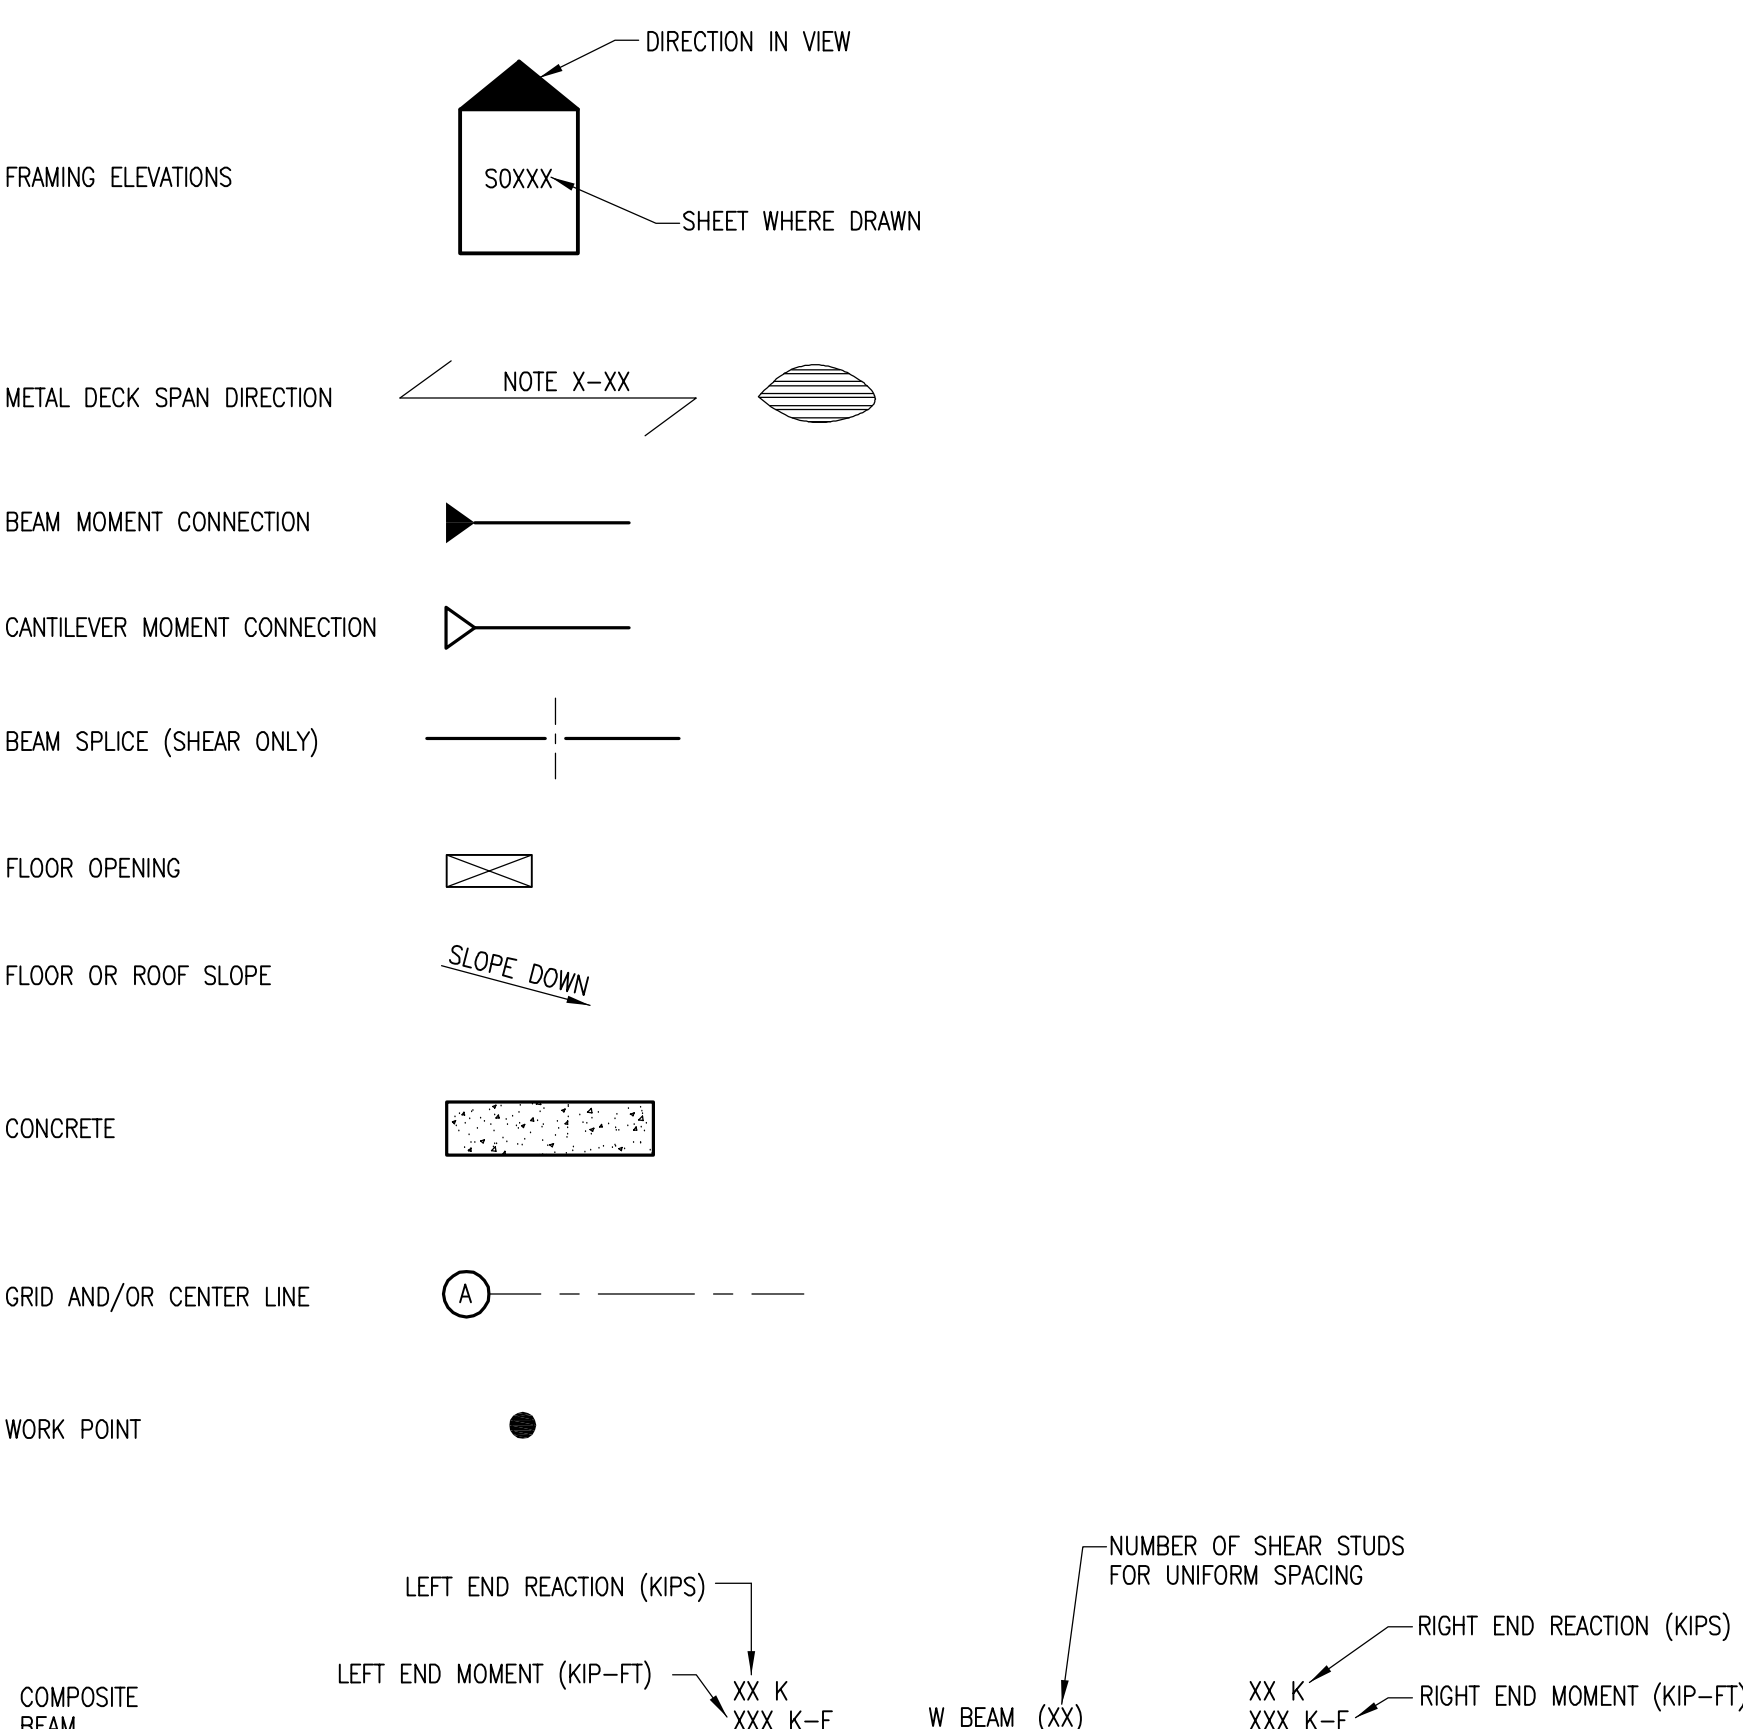 DIRECTION IN VIEW
FRAMING ELEVATIONS
S0XXX
SHEET WHERE DRAWN
METAL DECK SPAN DIRECTION
NOTE X-XX
BEAM MOMENT CONNECTION
CANTILEVER MOMENT CONNECTION
BEAM SPLICE (SHEAR ONLY)
FLOOR OPENING
FLOOR OR ROOF SLOPE
SLOPE DOWN
CONCRETE
GRID AND/OR CENTER LINE
A
WORK POINT
NUMBER OF SHEAR STUDS
FOR UNIFORM SPACING
LEFT END REACTION (KIPS)
RIGHT END REACTION (KIPS)
LEFT END MOMENT (KIP-FT)
XX K
XXX K-F
W BEAM (XX)
XX K
XXX K-F
RIGHT END MOMENT (KIP-FT)
COMPOSITE
BEAM